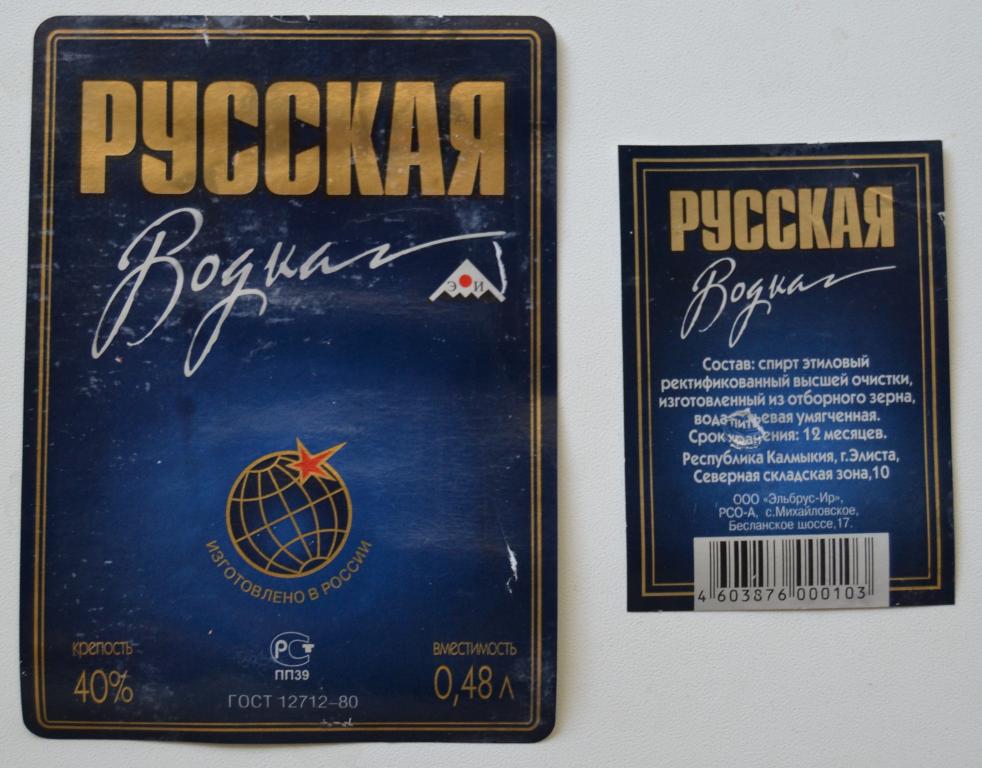 РУССКАЯ
Водка
Э И
ИЗГОТОВЛЕНО В РОССИИ
крепость
40%
РСТ
ПП39
ГОСТ 12712-80
вместимость
0,48 л
РУССКАЯ
Водка
Состав: спирт этиловый
ректификованный высшей очистки,
изготовленный из отборного зерна,
вода питьевая умягченная.
Срок хранения: 12 месяцев.
Республика Калмыкия, г.Элиста,
Северная складская зона,10
ООО «Эльбрус-Ир»,
РСО-А, с.Михайловское,
Бесланское шоссе,17.
4 603876 000103